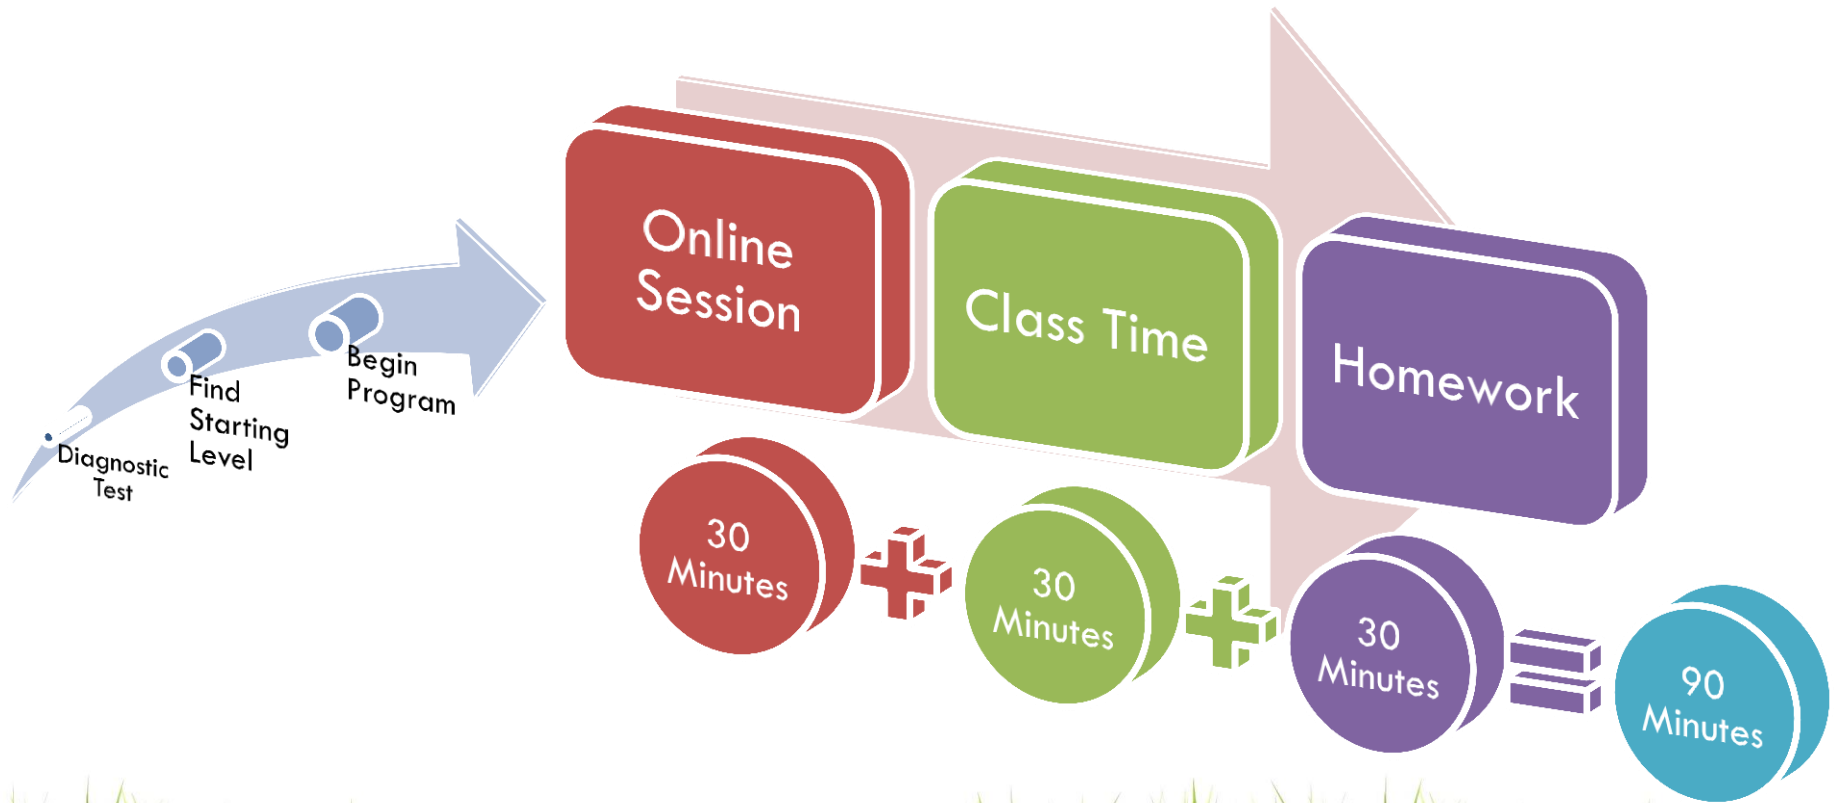 Diagnostic
Test
Find
Starting
Level
Begin
Program
Online
Session
Class Time
Homework
30
Minutes
30
Minutes
30
Minutes
90
Minutes